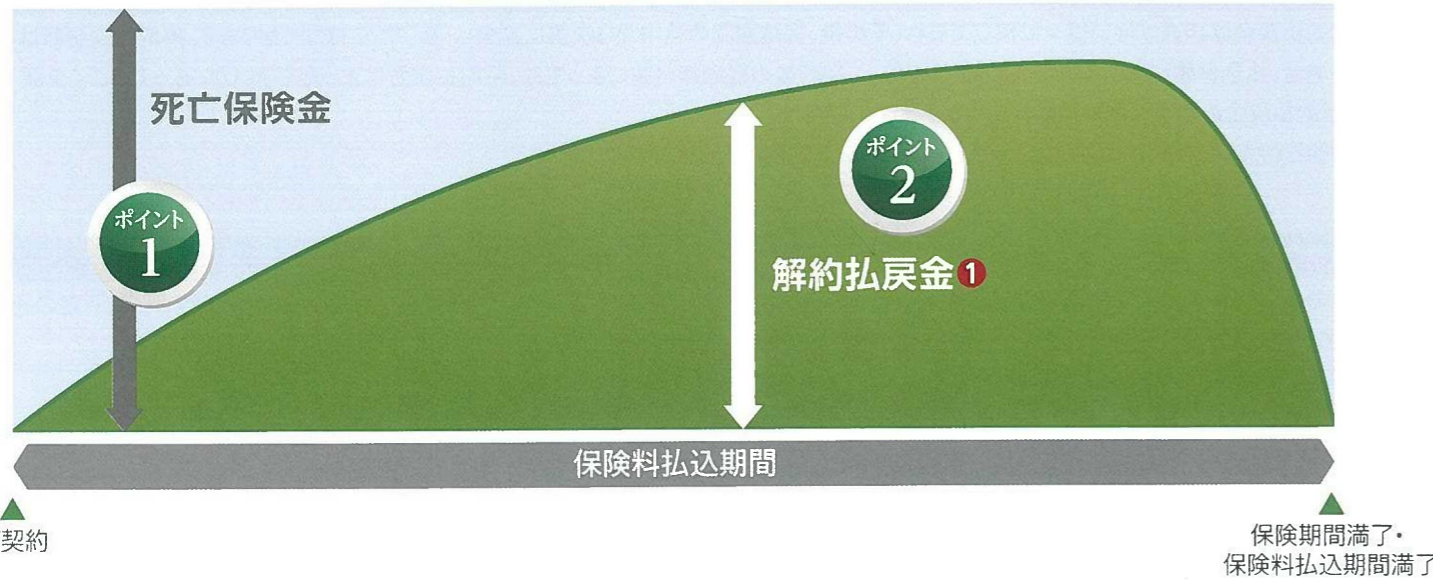 死亡保険金
ポイント
1
ポイント
2
解約払戻金❶
保険料払込期間
契約
保険期間満了・
保険料払込期間満了